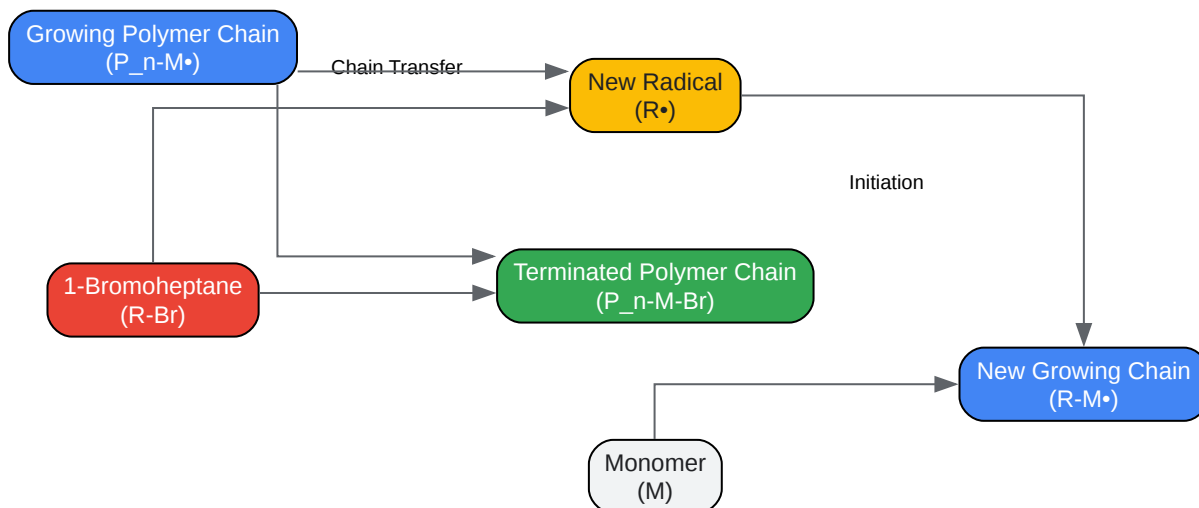 Growing Polymer Chain
(P_n-M•)
Chain Transfer
New Radical
(R•)
Initiation
1-Bromoheptane
(R-Br)
Terminated Polymer Chain
(P_n-M-Br)
New Growing Chain
(R-M•)
Monomer
(M)